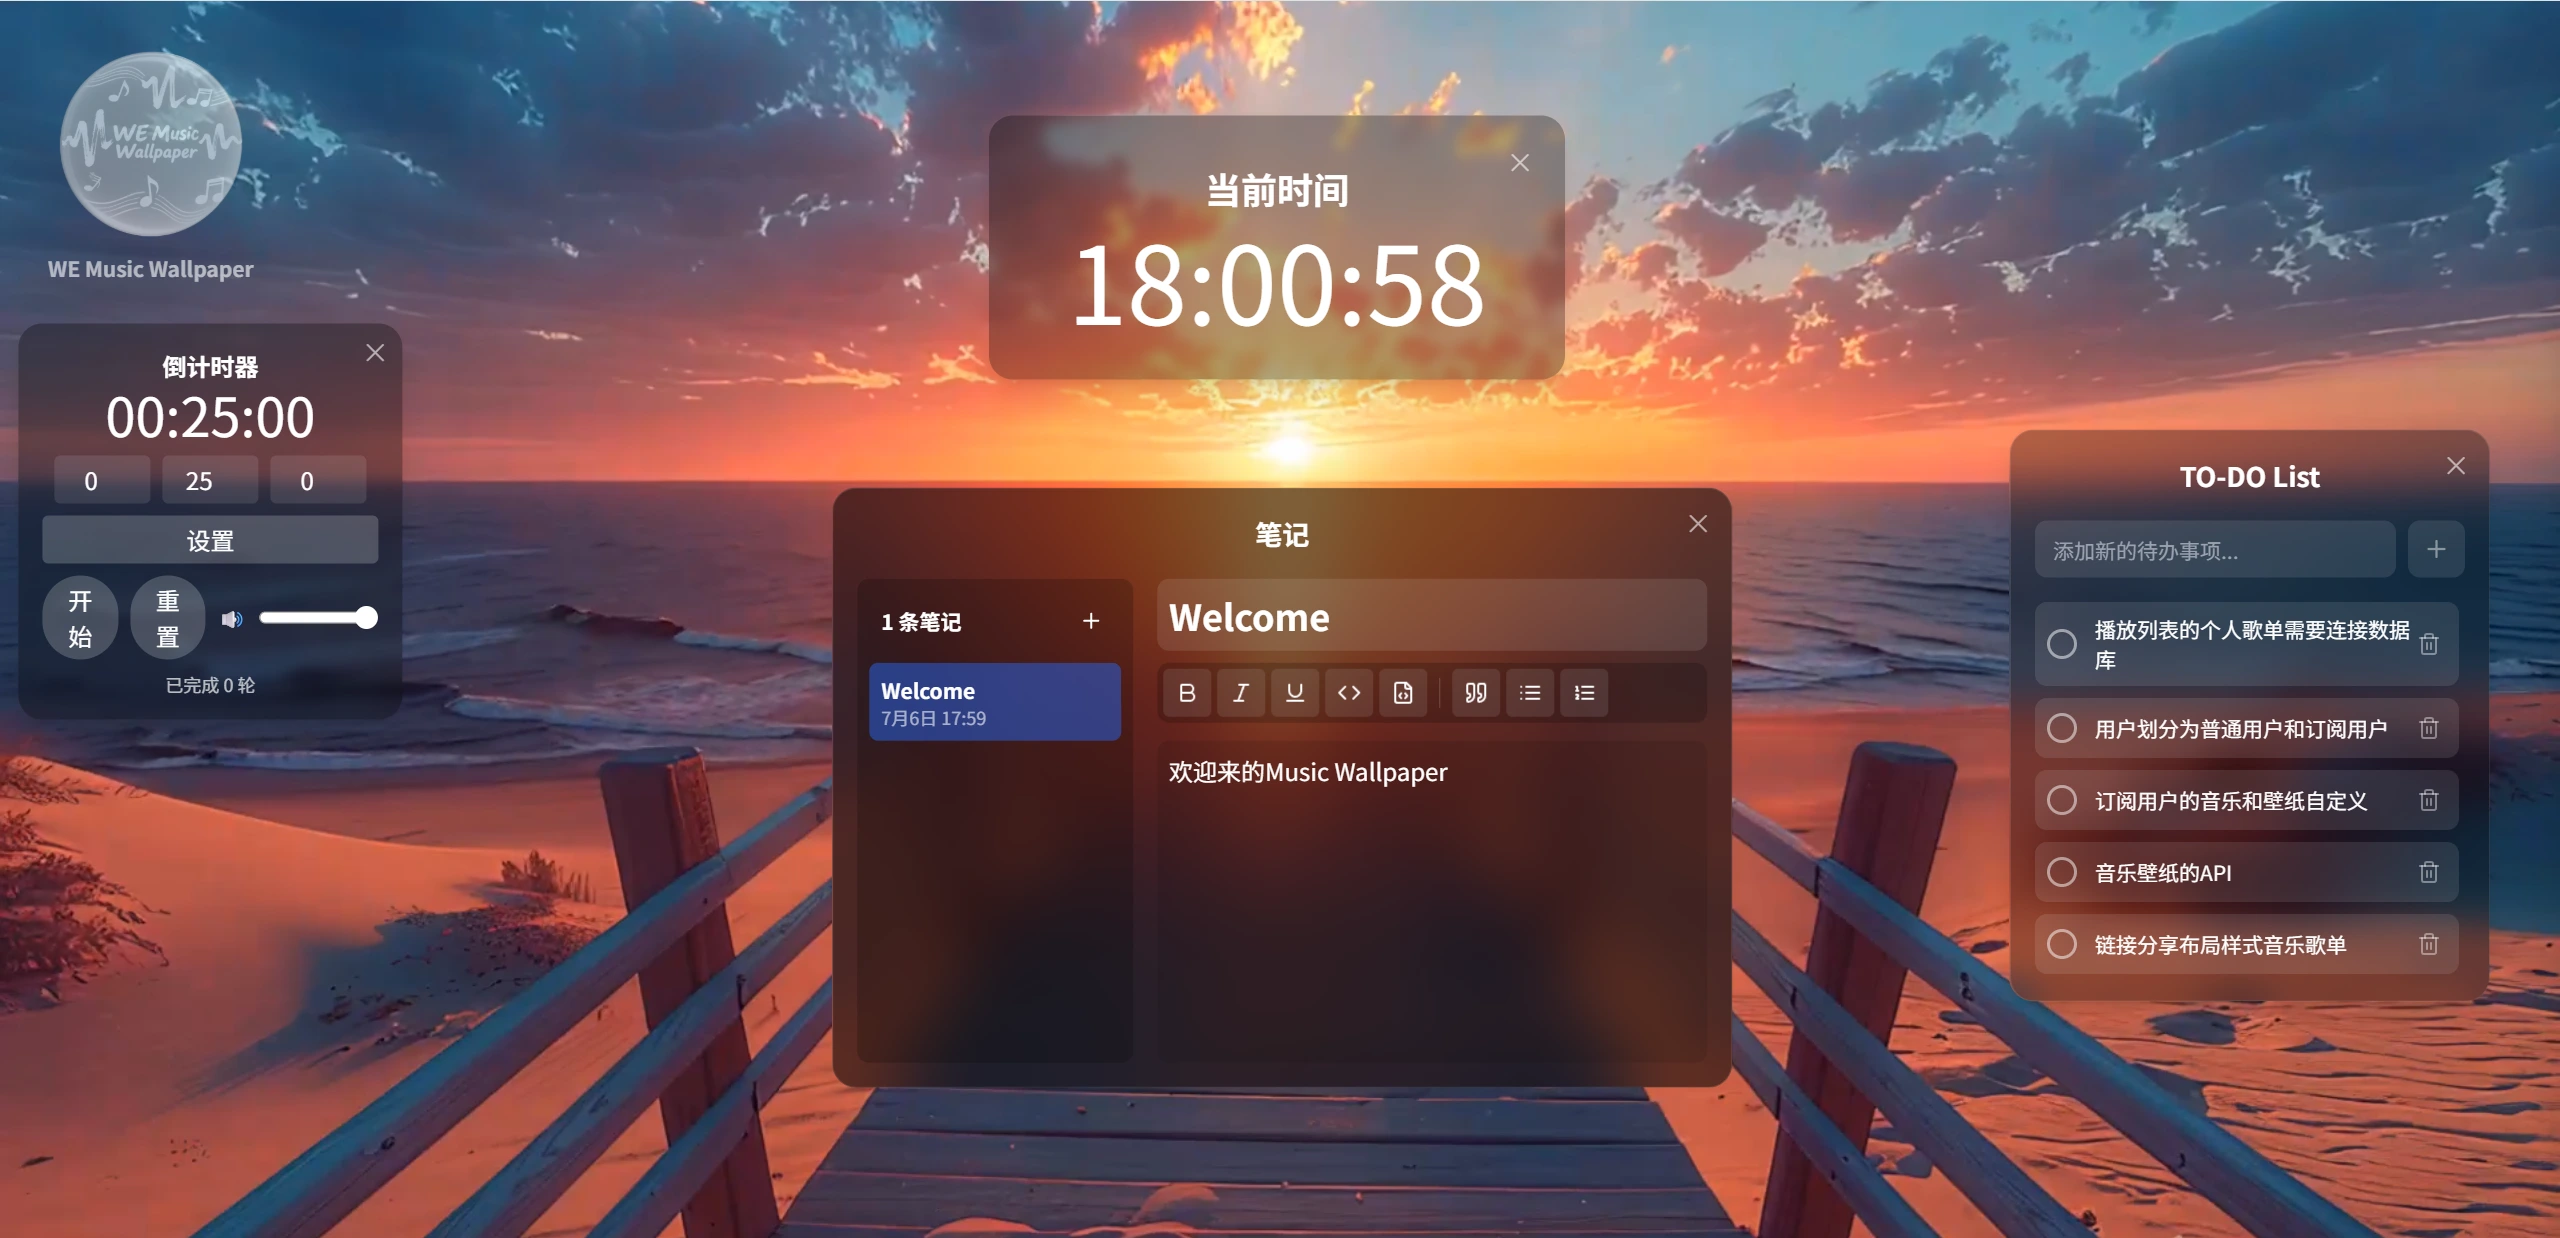 WE Music
Wallpaper
WE Music Wallpaper
倒计时器
00:25:00
0
25
0
设置
开
始
重
置
已完成 0 轮
当前时间
18:00:58
笔记
1 条笔记
Welcome
7月6日 17:59
Welcome
欢迎来的Music Wallpaper
TO-DO List
添加新的待办事项...
播放列表的个人歌单需要连接数据
库
用户划分为普通用户和订阅用户
订阅用户的音乐和壁纸自定义
音乐壁纸的API
链接分享布局样式音乐歌单